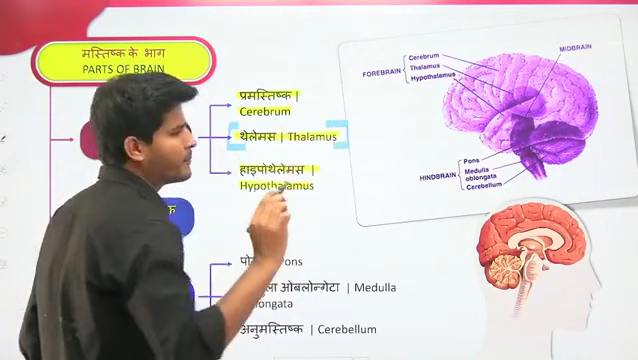 मस्तिष्क के भाग
PARTS OF BRAIN
प्रमस्तिष्क |
Cerebrum
थेलेमस | Thalamus
हाइपोथेलेमस |
Hypothalamus
Pons
ओबलोन्गेटा | Medulla
अनुमस्तिष्क | Cerebellum
FOREBRAIN
Cerebrum
Thalamus
Hypothalamus
MIDBRAIN
HINDBRAIN
Pons
Medulla
oblongata
Cerebellum